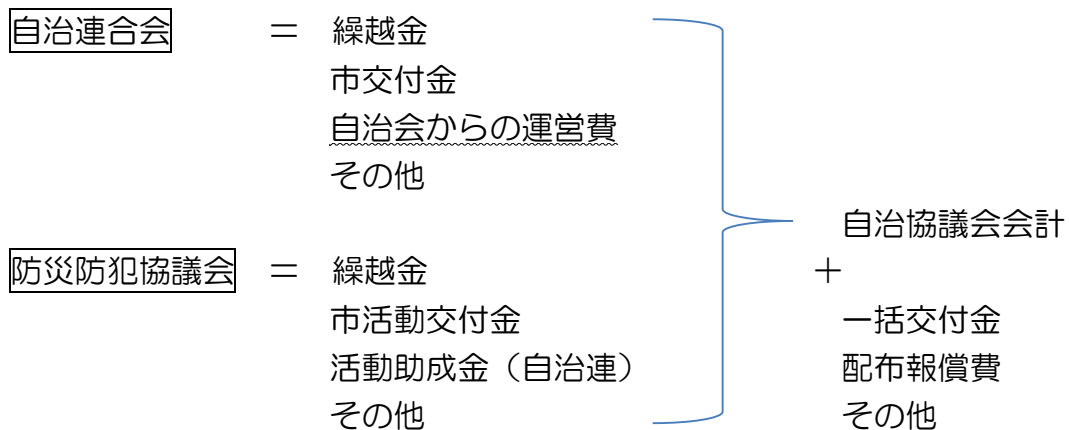 自治連合会 ＝ 繰越金
市交付金
自治会からの運営費
その他
自治協議会会計
防災防犯協議会 ＝ 繰越金 ＋
市活動交付金 一括交付金
活動助成金（自治連） 配布報償費
その他 その他